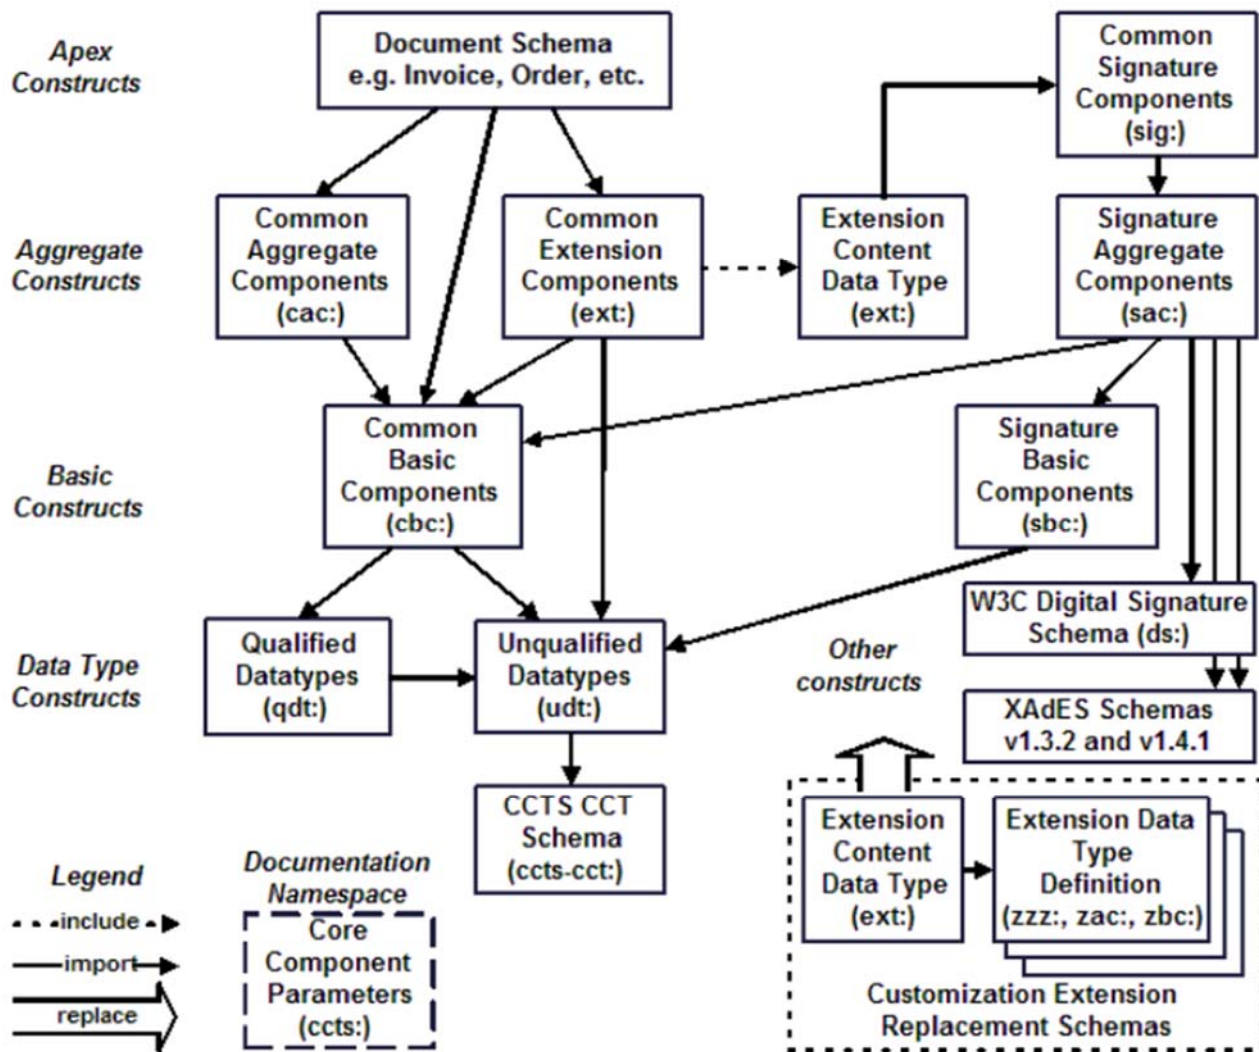 Apex
Constructs
Document Schema
e.g. Invoice, Order, etc.
Common
Signature
Components
(sig:)
Aggregate
Constructs
Common
Aggregate
Components
(cac:)
Common
Extension
Components
(ext:)
Extension
Content
Data Type
(ext:)
Signature
Aggregate
Components
(sac:)
Basic
Constructs
Common
Basic
Components
(cbc:)
Signature
Basic
Components
(sbc:)
Data Type
Constructs
Qualified
Datatypes
(qdt:)
Unqualified
Datatypes
(udt:)
Other
constructs
W3C Digital Signature
Schema (ds:)
XAdES Schemas
v1.3.2 and v1.4.1
CCTS CCT
Schema
(ccts-cct:)
Extension
Content
Data Type
(ext:)
Extension Data
Type
Definition
(zzz:, zac:, zbc:)
Customization Extension
Replacement Schemas
Legend
include
import
replace
Documentation
Namespace
Core
Component
Parameters
(ccts:)